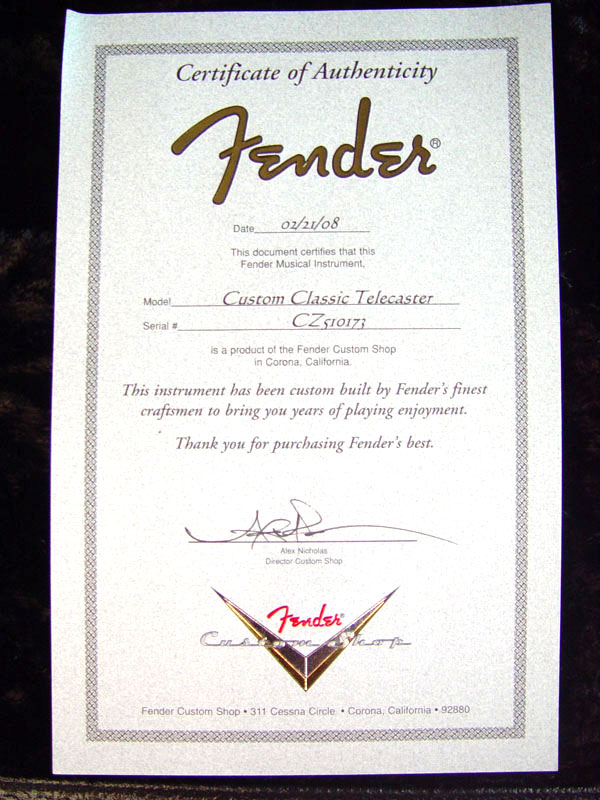 Certificate of Authenticity
Fender®
Date 02/21/08
This document certifies that this
Fender Musical Instrument,
Model Custom Classic Telecaster
Serial # CZ510173
is a product of the Fender Custom Shop
in Corona, California.
This instrument has been custom built by Fender's finest
craftsmen to bring you years of playing enjoyment.
Thank you for purchasing Fender's best.
Alex Nicholas
Director Custom Shop
Fender®
Custom Shop
Fender Custom Shop • 311 Cessna Circle • Corona, California • 92880